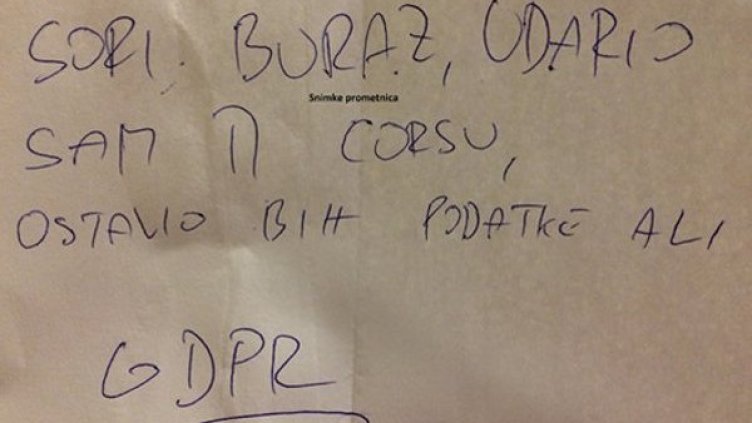 SORI BURAZ, UDARIO
Snimke prometnica
SAM TI CORSU,
OSTAVIO BIH PODATKE ALI
GDPR